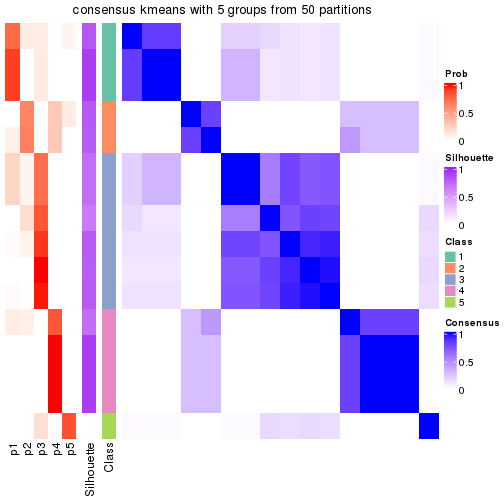 consensus kmeans with 5 groups from 50 partitions
p1
p2
p3
p4
p5
Silhouette
Class
Prob
1
0.5
0
Silhouette
1
0.5
0
Class
1
2
3
4
5
Consensus
1
0.5
0